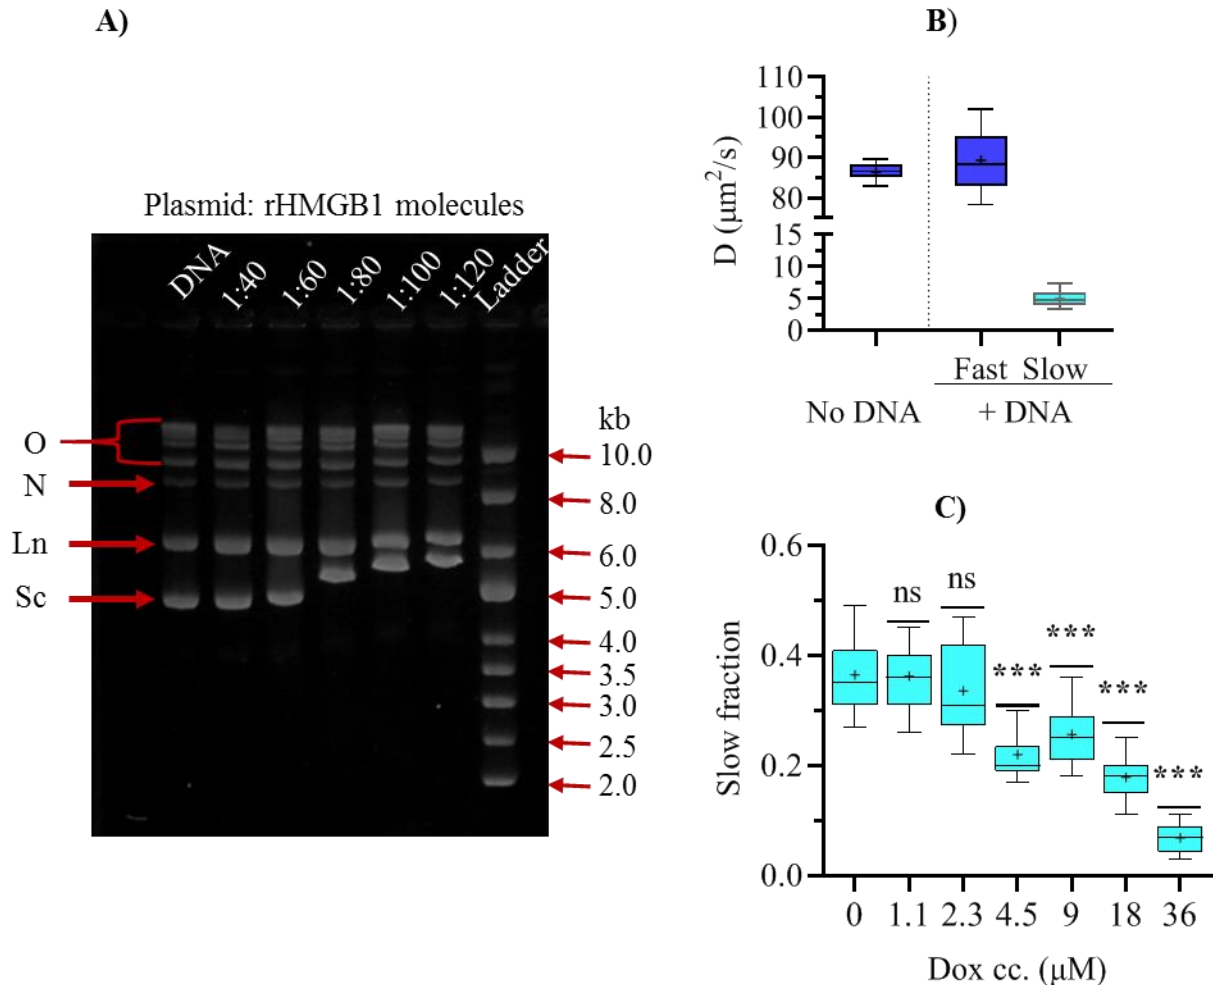 A)
Plasmid: rHMGB1 molecules
DNA
1:40
1:60
1:80
1:100
1:120
Ladder
O
N
Ln
Sc
kb
10.0
8.0
6.0
5.0
4.0
3.5
3.0
2.5
2.0
B)
D (μm²/s)
110
100
90
80
15
10
5
0
Fast Slow
No DNA
+ DNA
C)
Slow fraction
0.6
0.4
0.2
0.0
ns
ns
***
***
***
***
0 1.1 2.3 4.5 9 18 36
Dox cc. (μM)